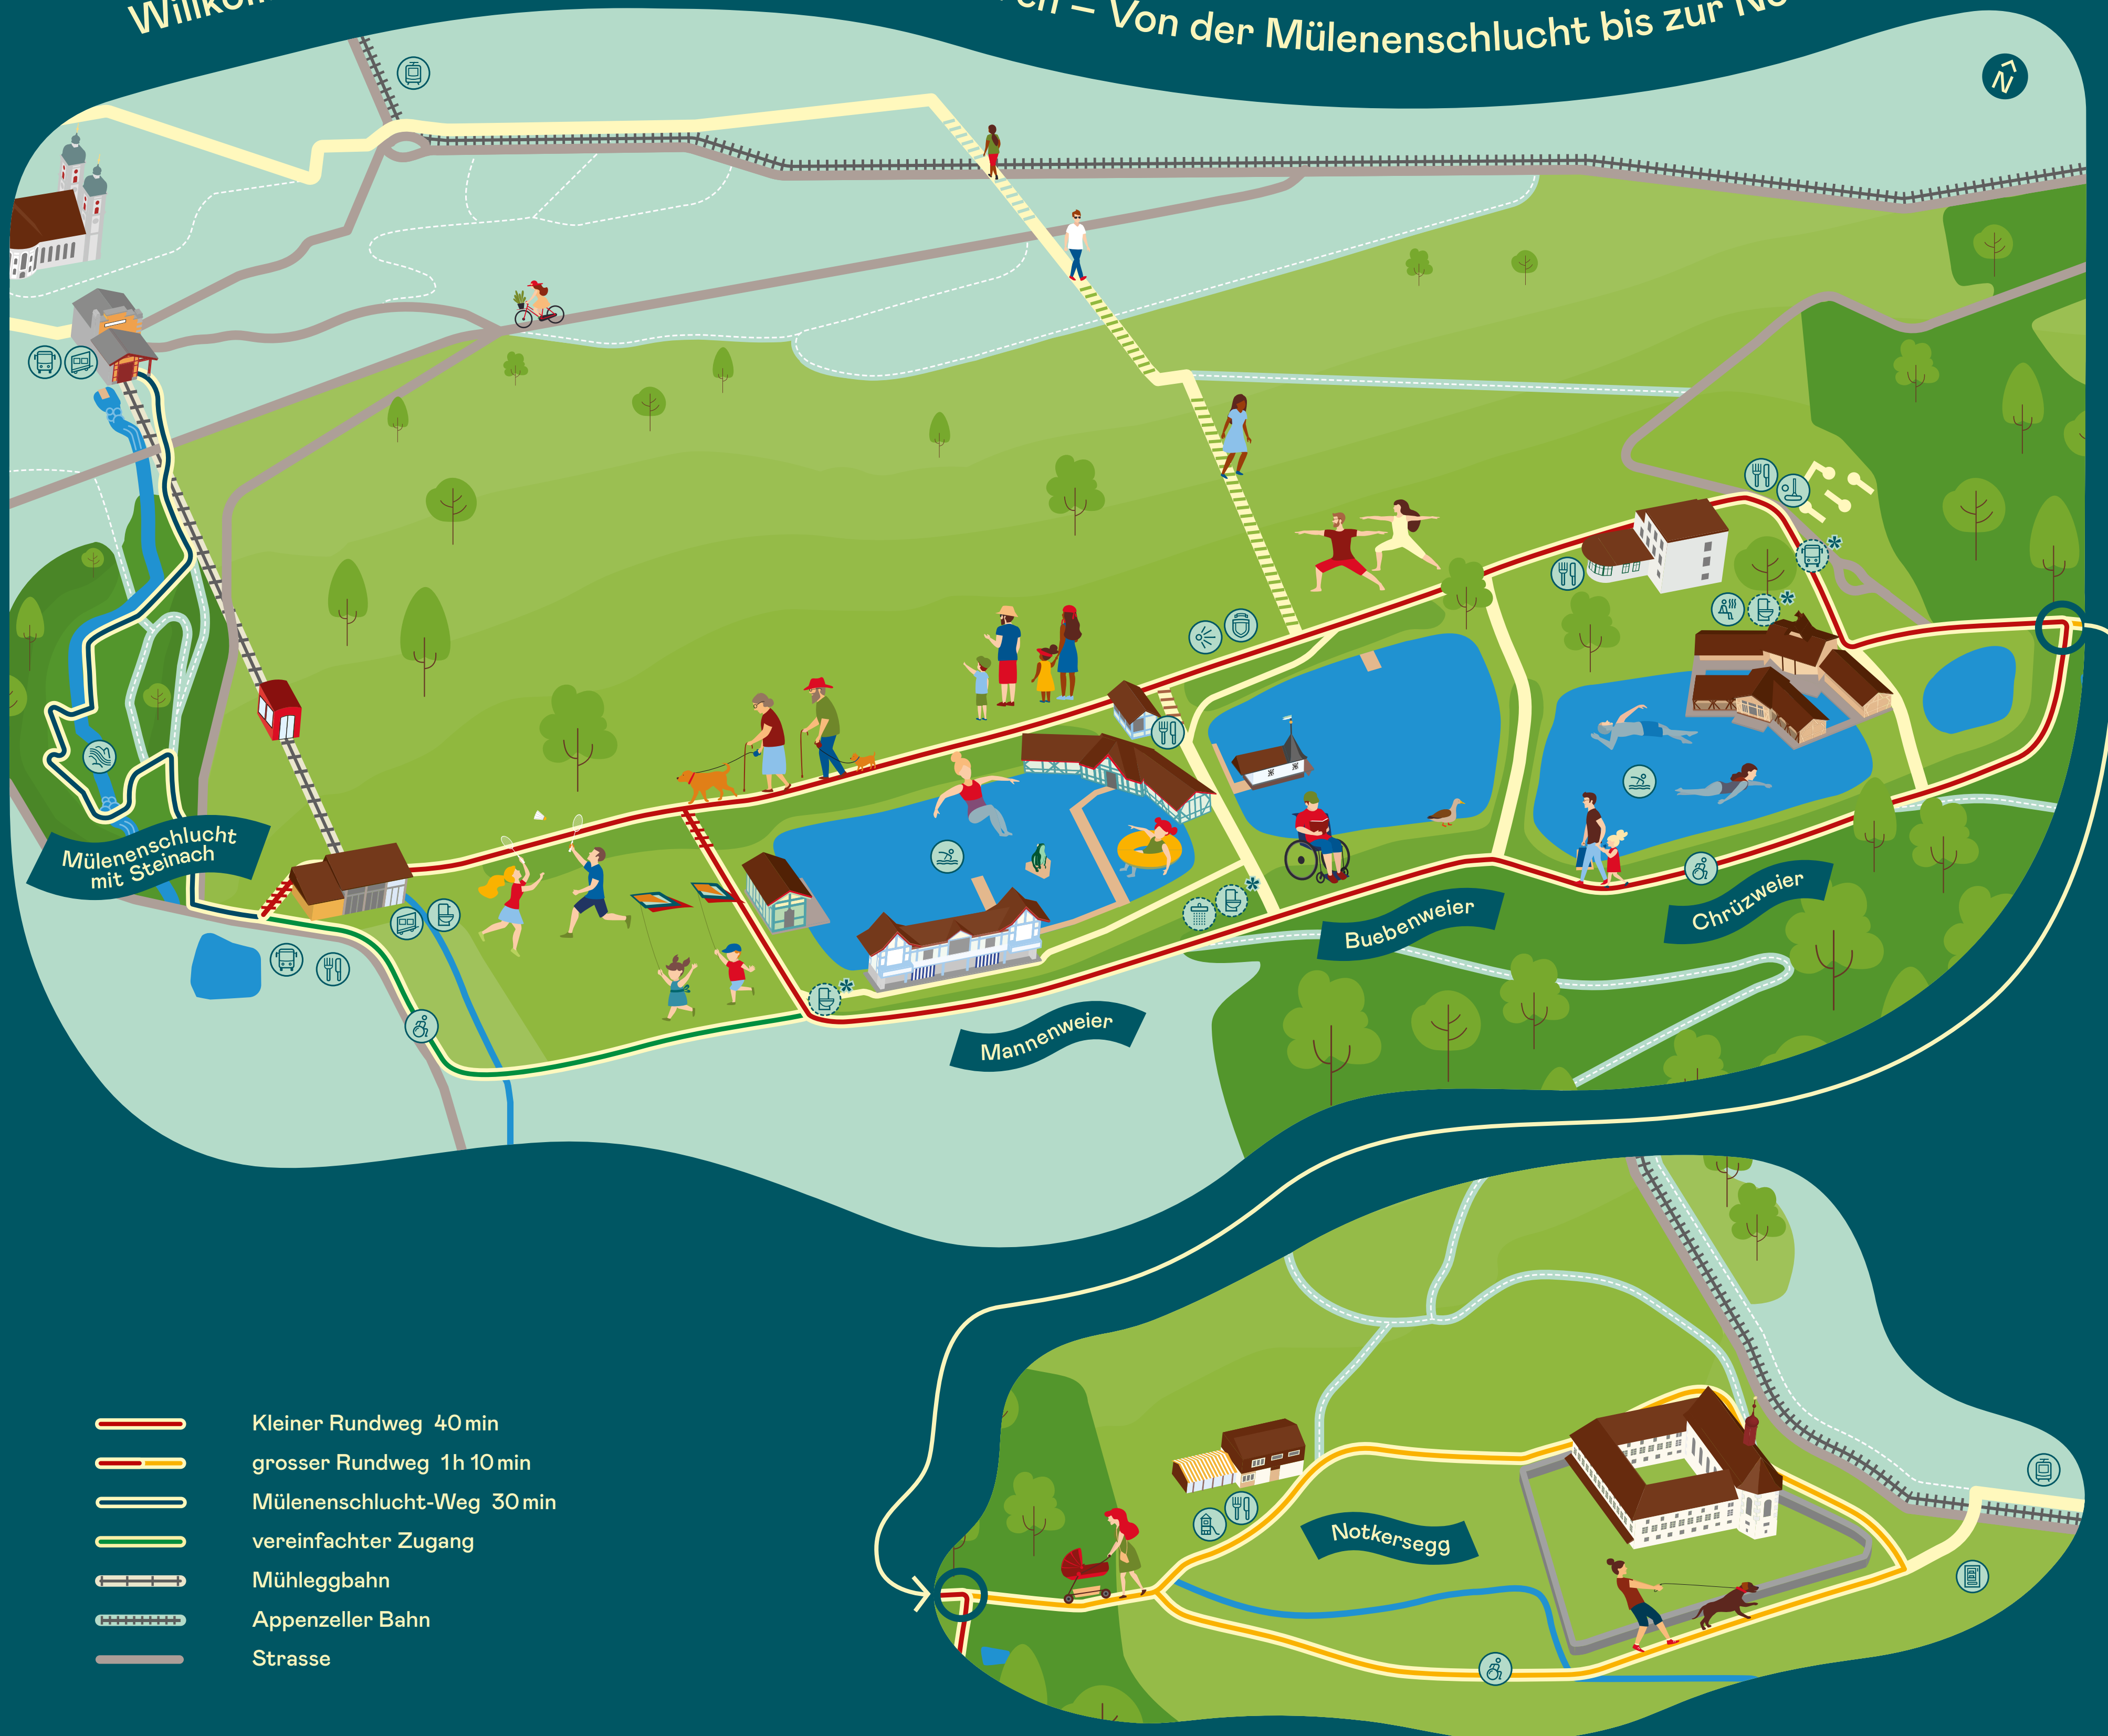 – Von der Mülenenschlucht bis zur
N
Mülenenschlucht
mit Steinach
Buebenweier
Chrüzweier
Mannenweier
Notkersegg
Kleiner Rundweg 40 min
grosser Rundweg 1 h 10 min
Mülenenschlucht-Weg 30 min
vereinfachter Zugang
Mühleggbahn
Appenzeller Bahn
Strasse